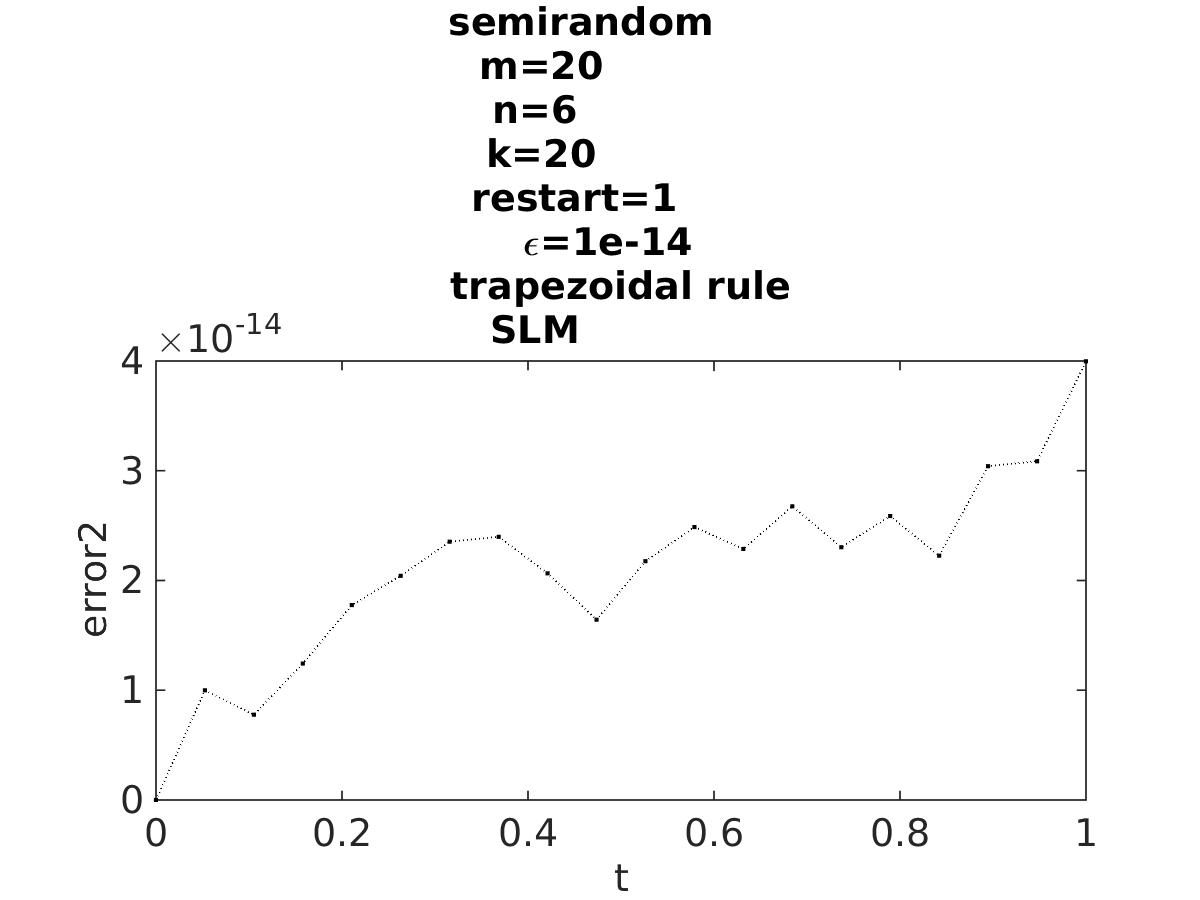 semirandom
m=20
n=6
k=20
restart=1
ϵ=1e-14
trapezoidal rule
SLM
×10-14
4
3
2
1
0
error2
0 0.2 0.4 0.6 0.8 1
t